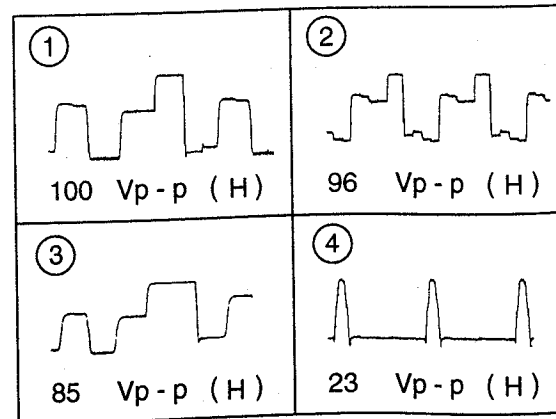 ①
100 Vp-p (H)
②
96 Vp-p (H)
③
85 Vp-p (H)
④
23 Vp-p (H)